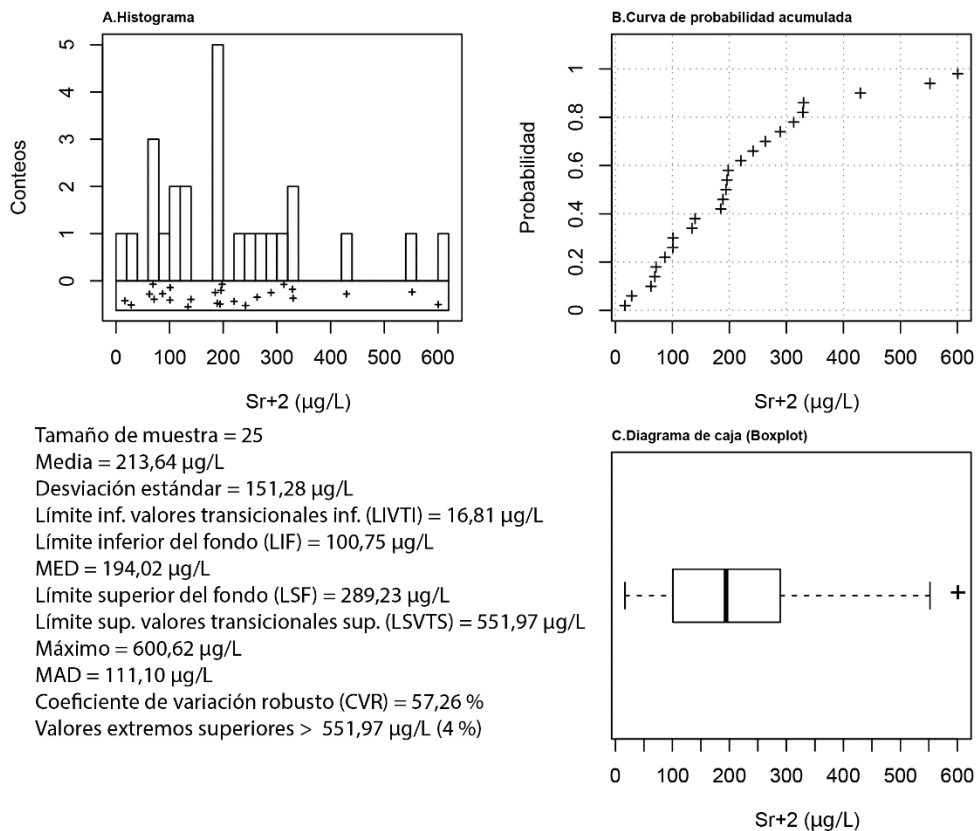 A.Histograma
Conteos
5
4
3
2
1
0
0 100 200 300 400 500 600
Sr+2 (µg/L)
B.Curva de probabilidad acumulada
Probabilidad
1
0.8
0.6
0.4
0.2
0
0 100 200 300 400 500 600
Sr+2 (µg/L)
Tamaño de muestra = 25
Media = 213,64 µg/L
Desviación estándar = 151,28 µg/L
Límite inf. valores transicionales inf. (LIVTI) = 16,81 µg/L
Límite inferior del fondo (LIF) = 100,75 µg/L
MED = 194,02 µg/L
Límite superior del fondo (LSF) = 289,23 µg/L
Límite sup. valores transicionales sup. (LSVTS) = 551,97 µg/L
Máximo = 600,62 µg/L
MAD = 111,10 µg/L
Coeficiente de variación robusto (CVR) = 57,26 %
Valores extremos superiores > 551,97 µg/L (4 %)
C.Diagrama de caja (Boxplot)
0 100 200 300 400 500 600
Sr+2 (µg/L)